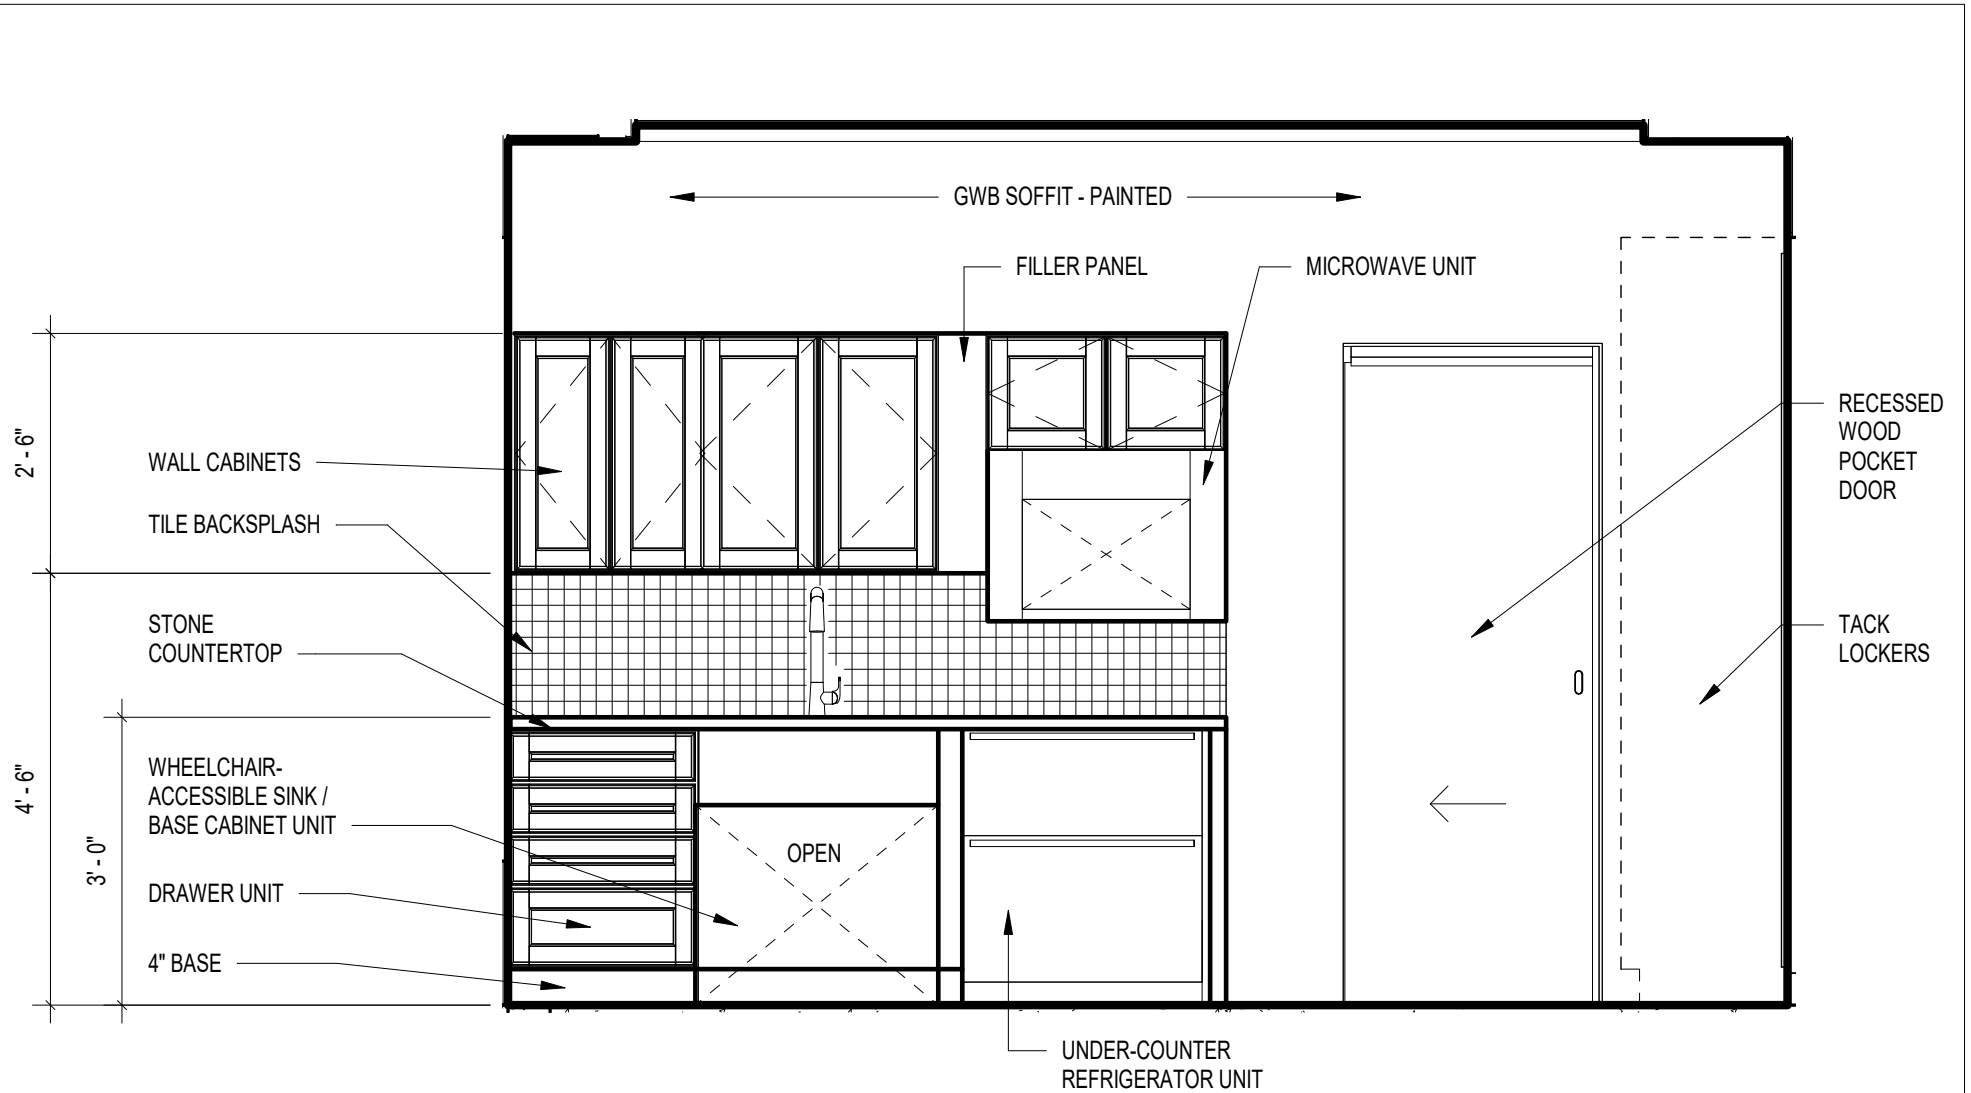 GWB SOFFIT - PAINTED
FILLER PANEL
MICROWAVE UNIT
2' - 6"
WALL CABINETS
TILE BACKSPLASH
RECESSED
WOOD
POCKET
DOOR
STONE
COUNTERTOP
TACK
LOCKERS
4' - 6"
3' - 0"
WHEELCHAIR-
ACCESSIBLE SINK /
BASE CABINET UNIT
OPEN
DRAWER UNIT
4" BASE
UNDER-COUNTER
REFRIGERATOR UNIT